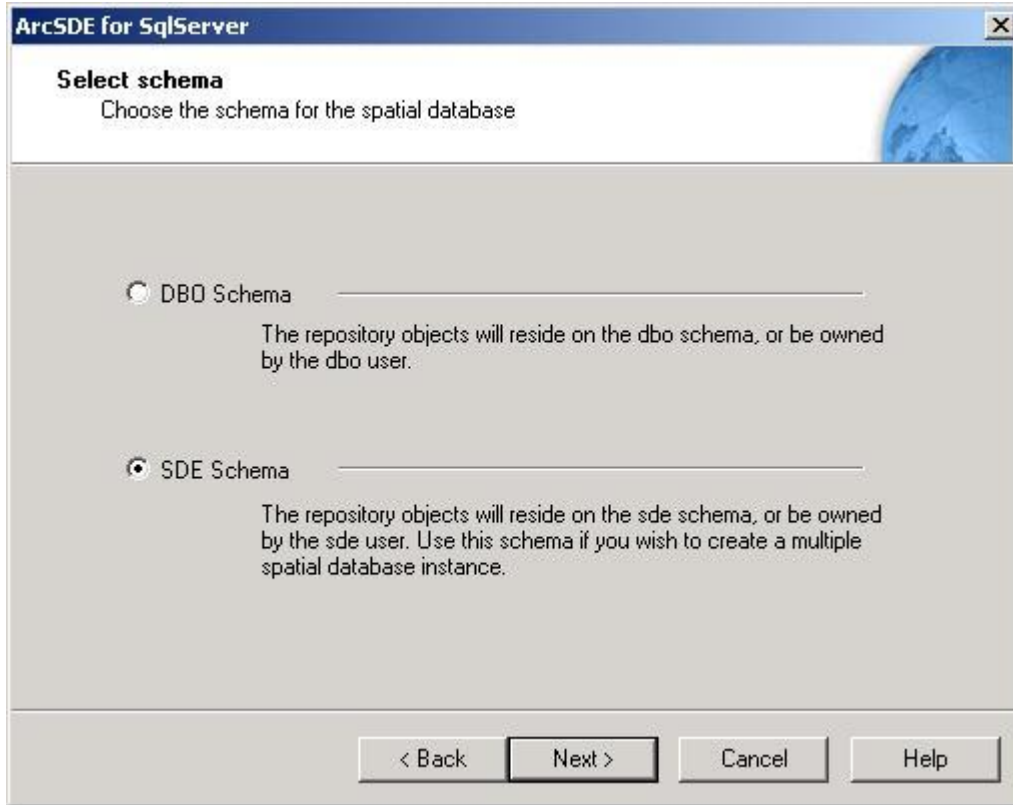 ArcSDE for SqlServer
Select schema
Choose the schema for the spatial database
DBO Schema
The repository objects will reside on the dbo schema, or be owned
by the dbo user.
SDE Schema
The repository objects will reside on the sde schema, or be owned
by the sde user. Use this schema if you wish to create a multiple
spatial database instance.
< Back Next > Cancel Help